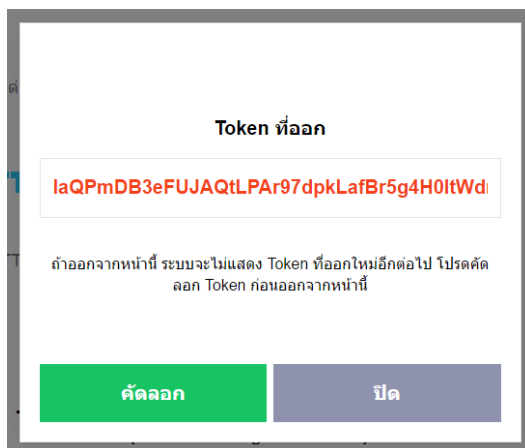 Token ที่ออก
laQPmDB3eFUJAQtLPAr97dpkLafBr5g4H0ItWd
ถ้าออกจากหน้านี้ ระบบจะไม่แสดง Token ที่ออกใหม่อีกต่อไป โปรดคัด
ลอก Token ก่อนออกจากหน้านี้
คัดลอก
ปิด